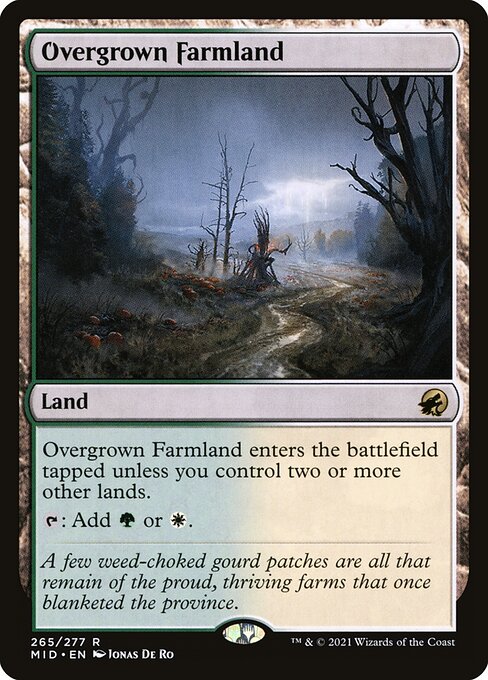 Overgrown Farmland
Land
Overgrown Farmland enters the battlefield
tapped unless you control two or more
other lands.
: Add or .
A few weed-choked gourd patches are all that
remain of the proud, thriving farms that once
blanketed the province.
265/277 R
MID • EN Jonas De Ro
™ & © 2021 Wizards of the Coast